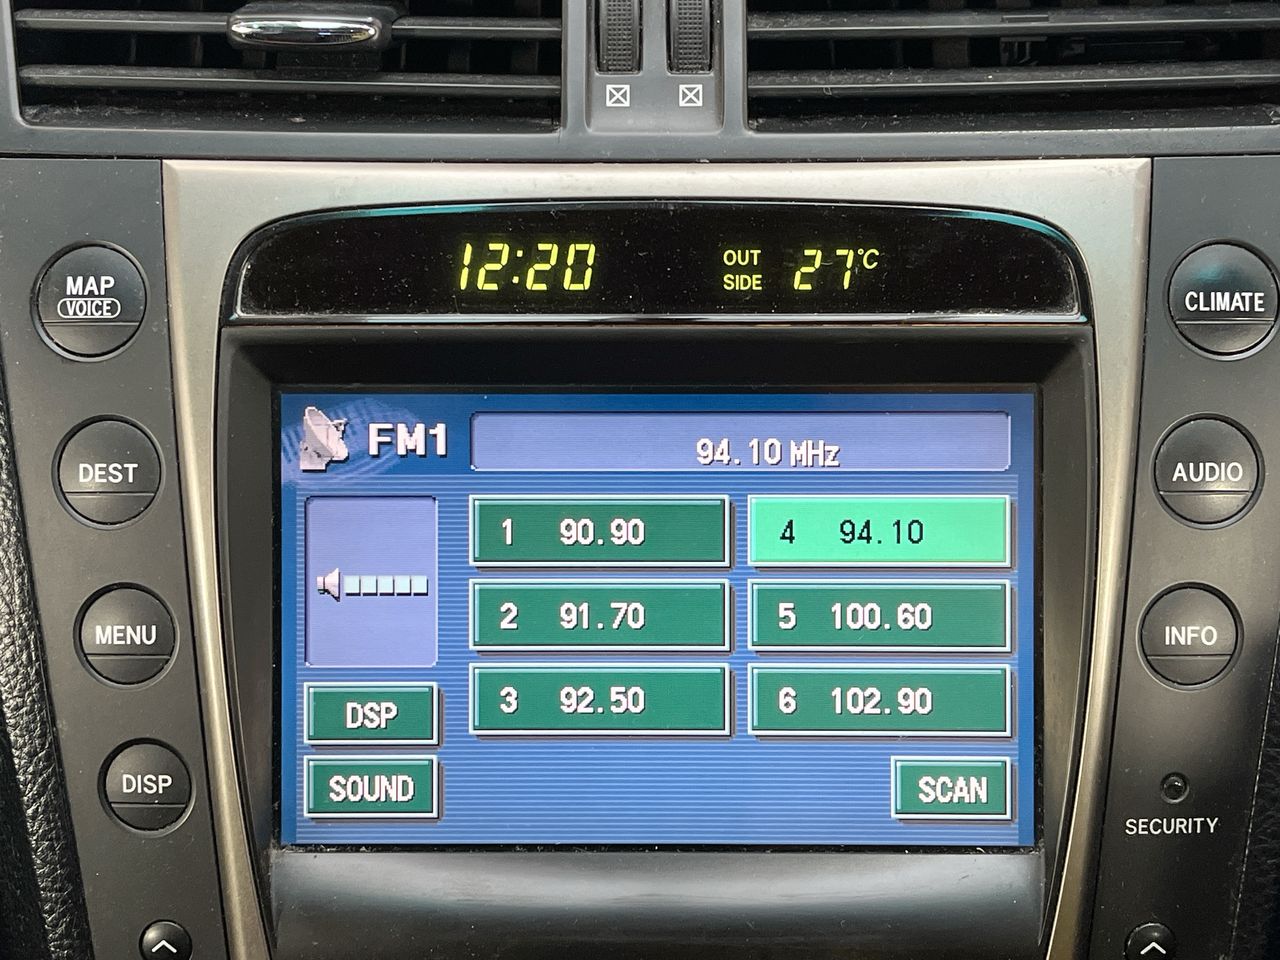 12:20
OUT
SIDE
27°C
MAP
VOICE
CLIMATE
FM1
94.10 MHz
DEST
AUDIO
1 90.90
4 94.10
2 91.70
5 100.60
MENU
INFO
3 92.50
6 102.90
DSP
DISP
SOUND
SCAN
SECURITY